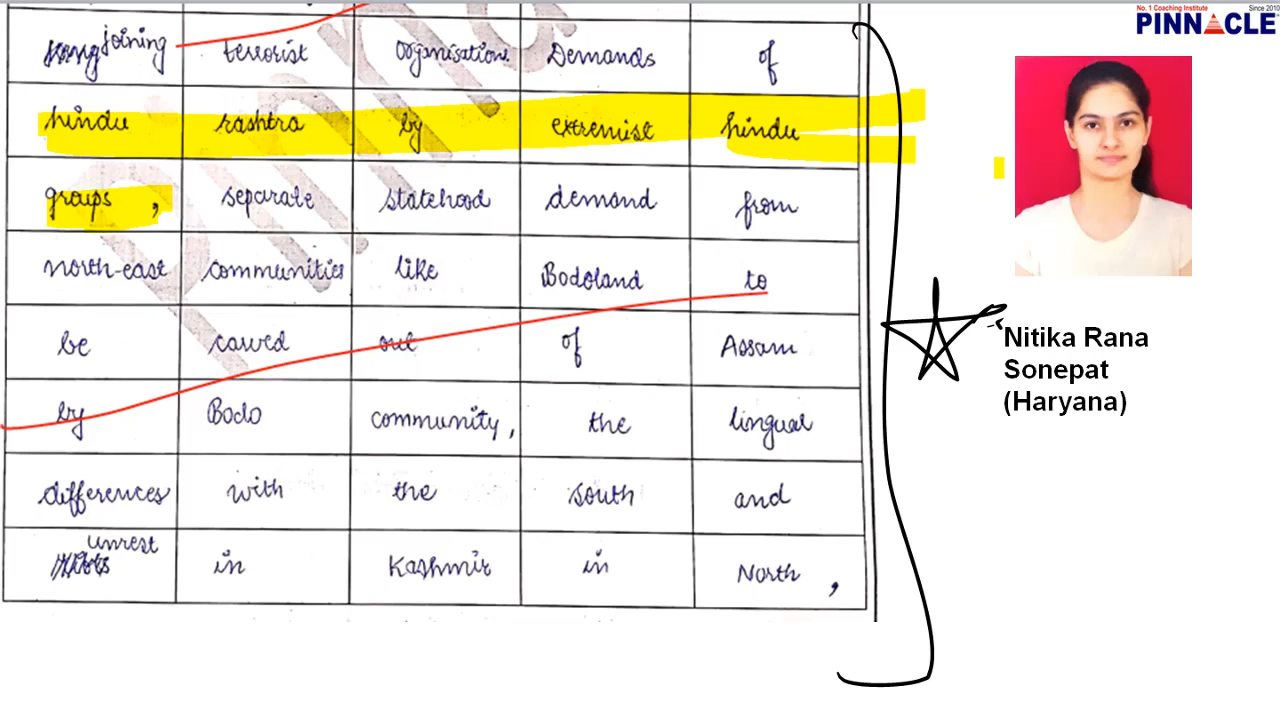 No. 1 Coaching Institute Since 2010
PINNACLE
joining terrorist organisations. Demands of
hindu rashtra by extremist hindu
groups, separate statehood demand from
north-east communities like Bodoland to
be carved out of Assam
by Bodo community, the lingual
differences with the south and
unrest in Kashmir in North,
Nitika Rana
Sonepat
(Haryana)